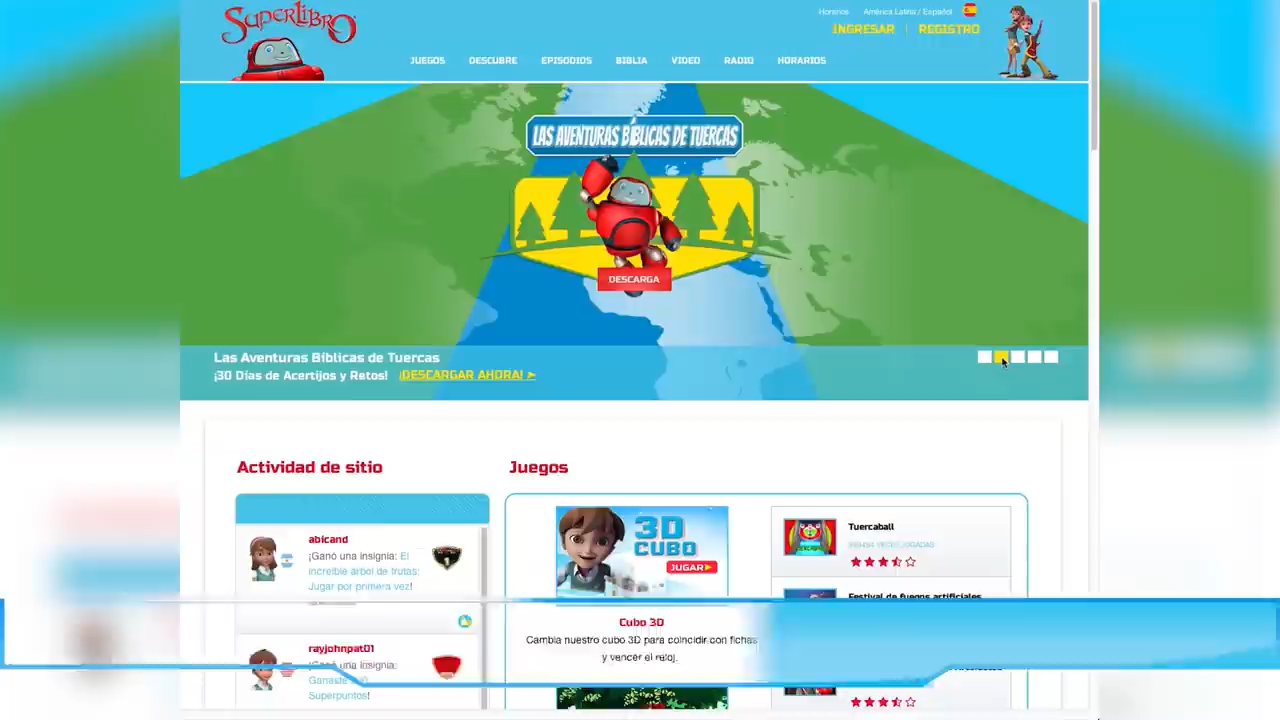 SUPERLIBRO
Horarios
América Latina / Español
INGRESAR | REGISTRO
JUEGOS DESCUBRE EPISODIOS BIBLIA VIDEO RADIO HORARIOS
LAS AVENTURAS BÍBLICAS DE TUERCAS
DESCARGA
Las Aventuras Bíblicas de Tuercas
¡30 Días de Acertijos y Retos! ¡DESCARGAR AHORA! ➤
Actividad de sitio
abicand
¡Ganó una insignia: El
increíble árbol de frutas:
Jugar por primera vez!
rayjohnpat01
¡Ganó una insignia:
Superpuntos!
Juegos
3D
CUBO
JUGAR
Cubo 3D
Cambia nuestro cubo 3D para coincidir con fichas
y vencer el reloj.
Tuercaball
Festival de fuegos artificiales